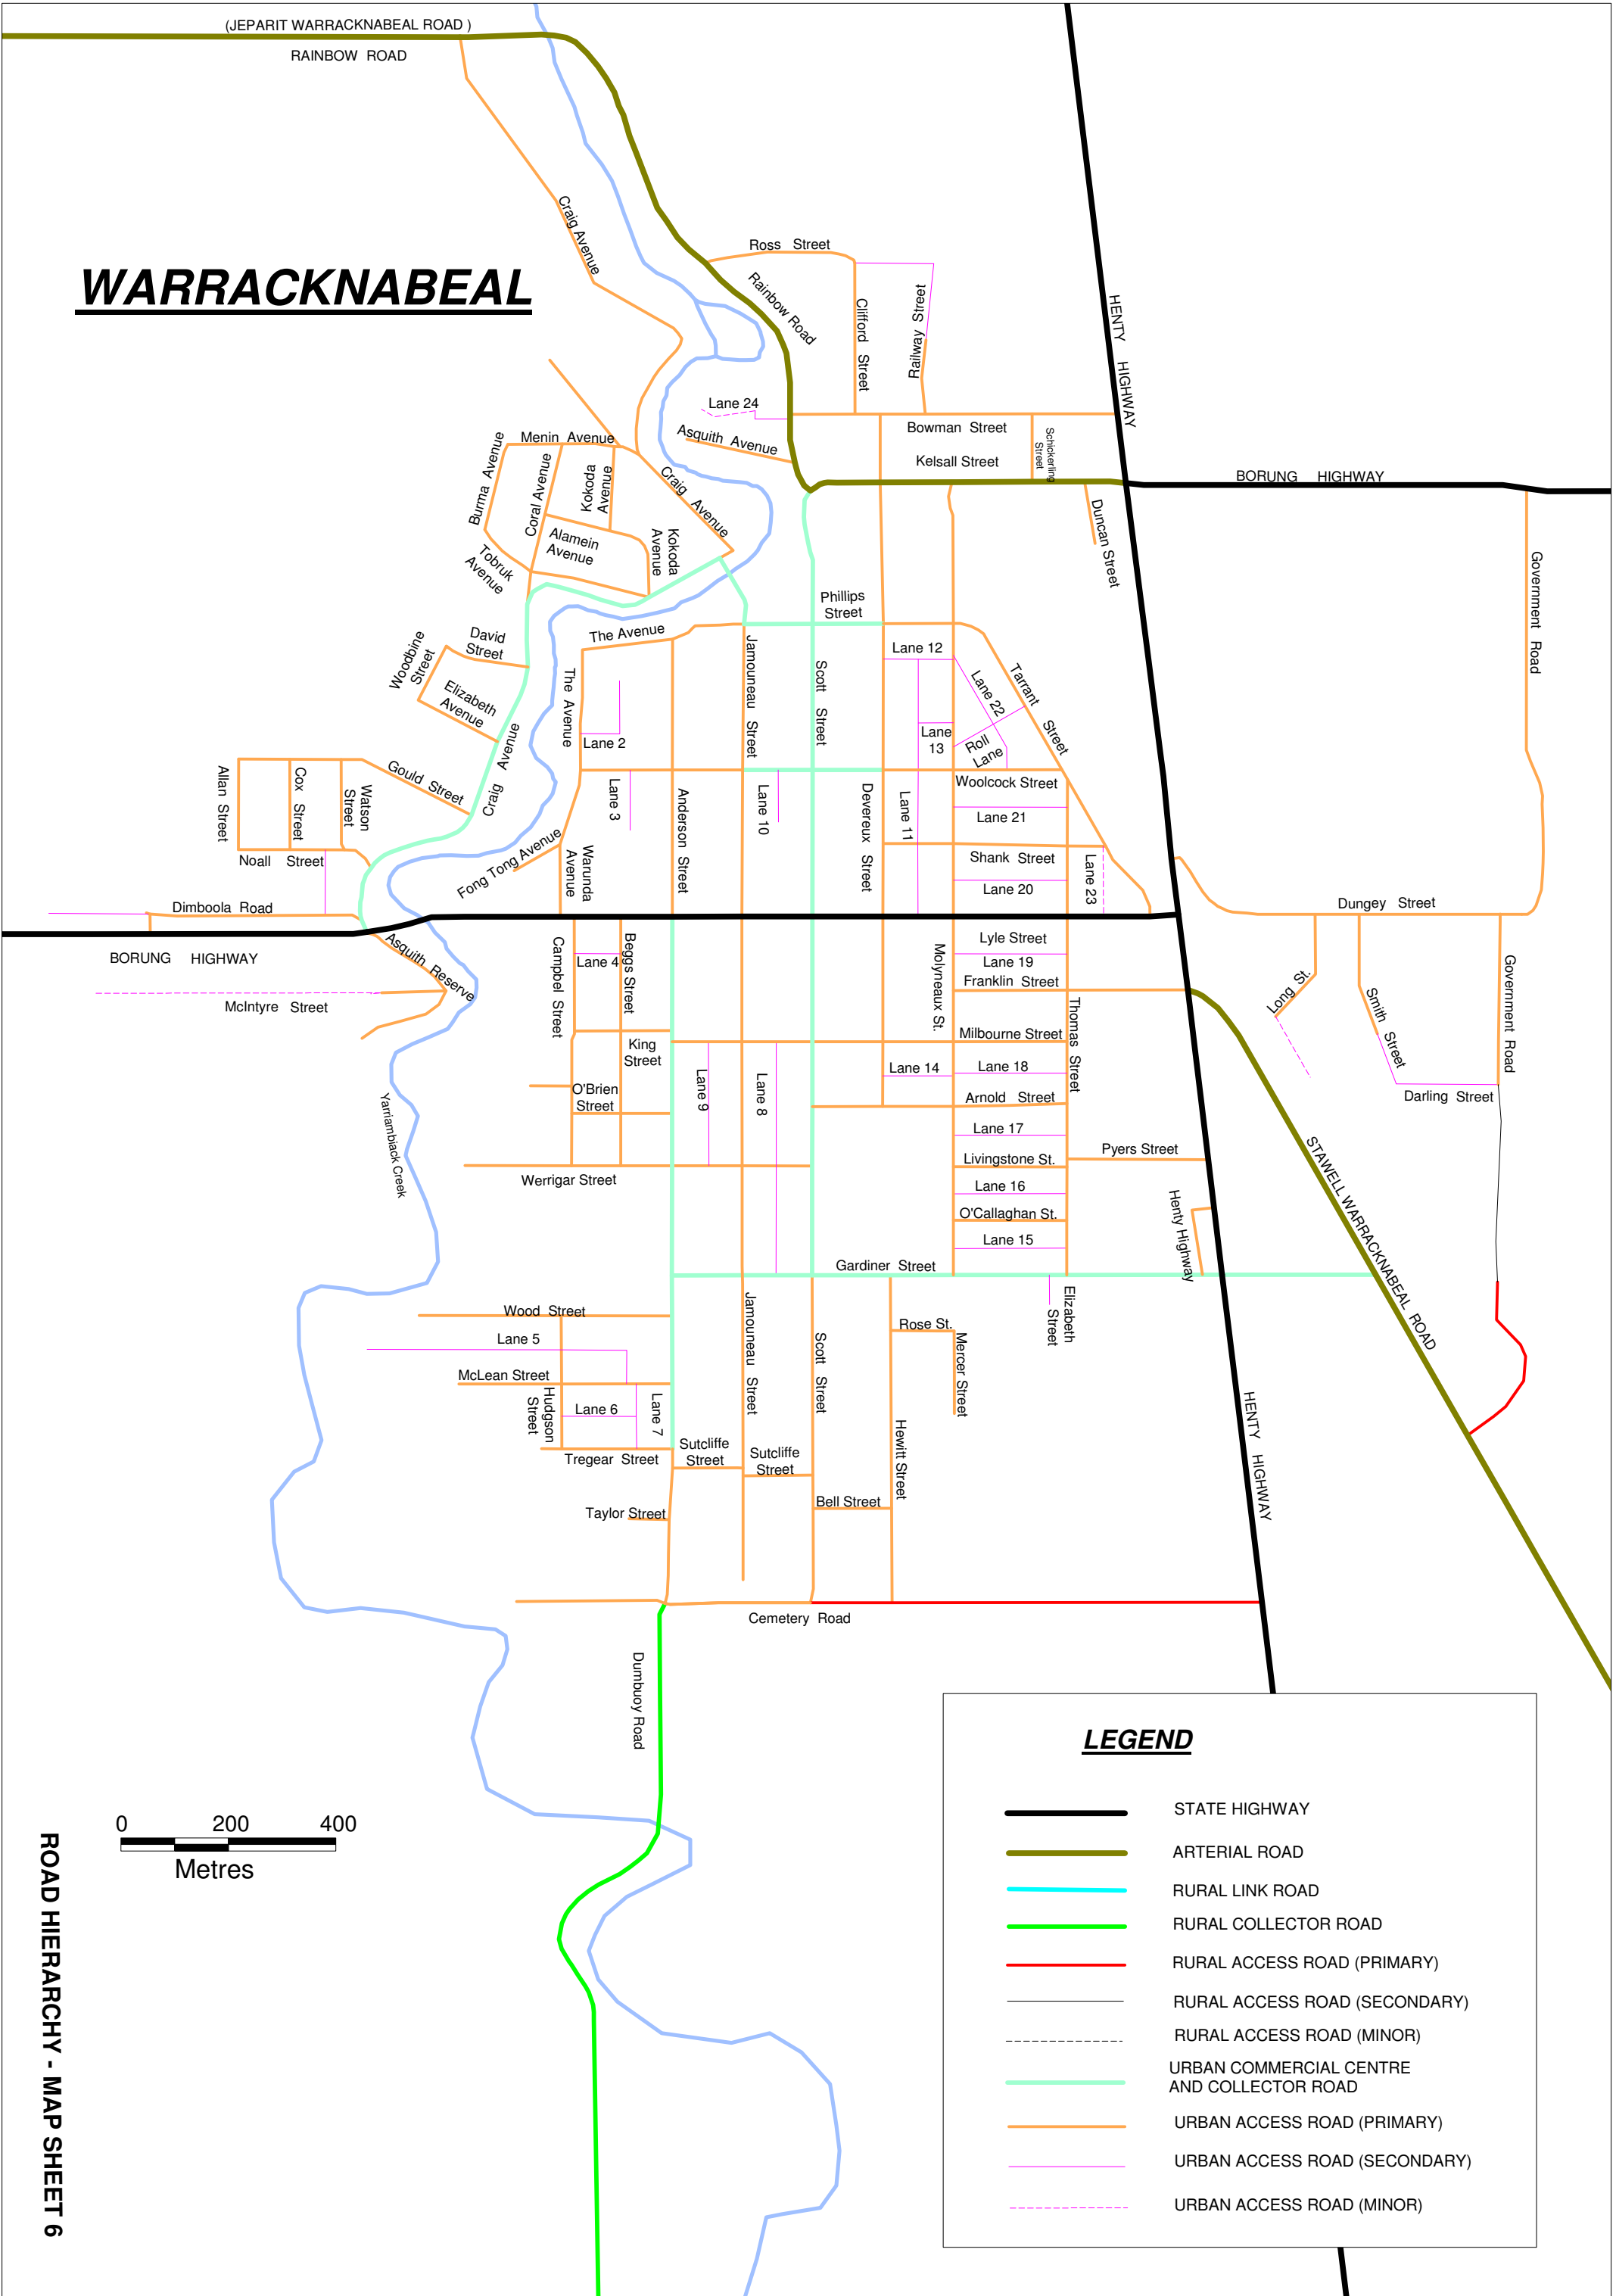 (JEPARIT WARRACKNABEAL ROAD )
RAINBOW ROAD
Craig Avenue
WARRACKNABEAL
Ross Street
Rainbow Road
Clifford Street
Railway Street
HENTY HIGHWAY
Lane 24
Asquith Avenue
Bowman Street
Kelsall Street
Schickerling
Street
BORUNG HIGHWAY
Menin Avenue
Burma Avenue
Coral Avenue
Kokoda
Avenue
Craig Avenue
Alamein
Avenue
Kokoda
Avenue
Tobruk
Avenue
Duncan Street
Government Road
Phillips
Street
The Avenue
David
Street
Woodbine
Street
Elizabeth
Avenue
The Avenue
Jamouneau Street
Scott Street
Lane 12
Lane 22
Tarrant Street
Lane 2
Lane
13
Roll
Lane
Craig Avenue
Gould Street
Allan Street
Cox Street
Watson
Street
Noall Street
Lane 3
Anderson Street
Lane 10
Devereux Street
Lane 11
Woolcock Street
Lane 21
Shank Street
Lane 20
Lane 23
Fong Tong Avenue
Warunda
Avenue
Dimboola Road
Dungey Street
BORUNG HIGHWAY
Asquith Reserve
McIntyre Street
Campbel Street
Lane 4
Beggs Street
Molyneaux St.
Lyle Street
Lane 19
Franklin Street
Thomas Street
Milbourne Street
Long St.
Smith Street
Government Road
Darling Street
King
Street
O'Brien
Street
Lane 9
Lane 8
Lane 14
Lane 18
Arnold Street
Lane 17
Livingstone St.
Pyers Street
Lane 16
O'Callaghan St.
Lane 15
Henty Highway
Yarriambiack Creek
Werrigar Street
STAWELL WARRACKNABEAL ROAD
Gardiner Street
Elizabeth
Street
Wood Street
Lane 5
McLean Street
Hudgson
Street
Lane 6
Lane 7
Tregear Street
Jamouneau Street
Scott Street
Rose St.
Mercer Street
Hewitt Street
HENTY HIGHWAY
Sutcliffe
Street
Sutcliffe
Street
Bell Street
Taylor Street
Cemetery Road
Dumbuoy Road
0 200 400
Metres
ROAD HIERARCHY - MAP SHEET 6
LEGEND
STATE HIGHWAY
ARTERIAL ROAD
RURAL LINK ROAD
RURAL COLLECTOR ROAD
RURAL ACCESS ROAD (PRIMARY)
RURAL ACCESS ROAD (SECONDARY)
RURAL ACCESS ROAD (MINOR)
URBAN COMMERCIAL CENTRE
AND COLLECTOR ROAD
URBAN ACCESS ROAD (PRIMARY)
URBAN ACCESS ROAD (SECONDARY)
URBAN ACCESS ROAD (MINOR)